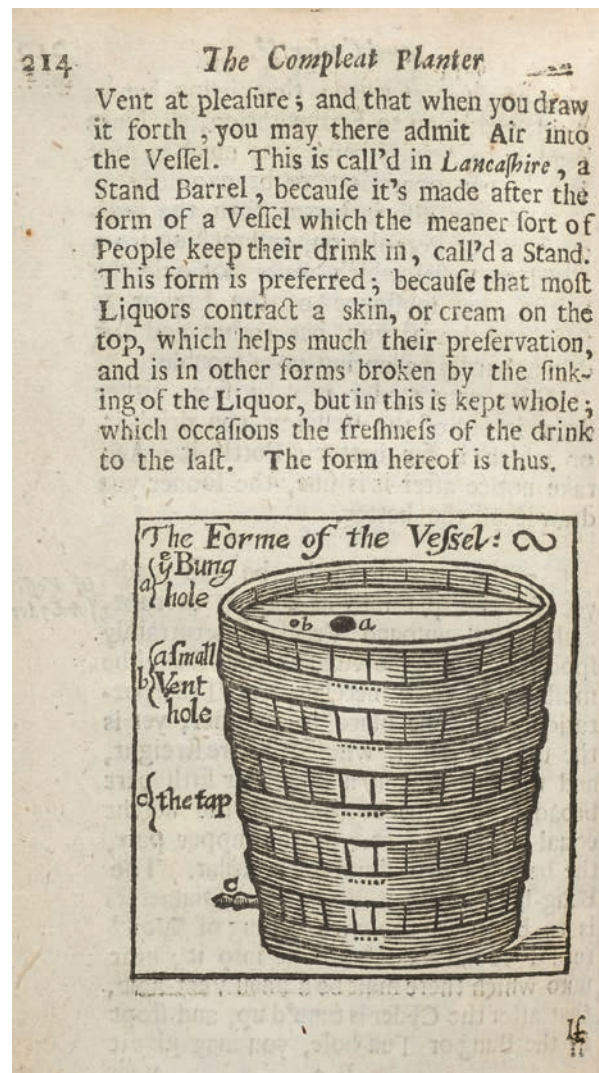 214 The Compleat Planter
Vent at pleaſure; and that when you draw
it forth, you may there admit Air into
the Veſſel. This is call'd in Lancaſhire, a
Stand Barrel, becauſe it's made after the
form of a Veſſel which the meaner ſort of
People keep their drink in, call'd a Stand.
This form is preferred; becauſe that moſt
Liquors contract a skin, or cream on the
top, which helps much their preſervation,
and is in other forms broken by the ſink-
ing of the Liquor, but in this is kept whole;
which occaſions the freſhneſs of the drink
to the laſt. The form hereof is thus.
The Forme of the Veſsel:
a{yͤ Bung
hole
b a
b{a ſmall
Vent
hole
c{the tap
c
If